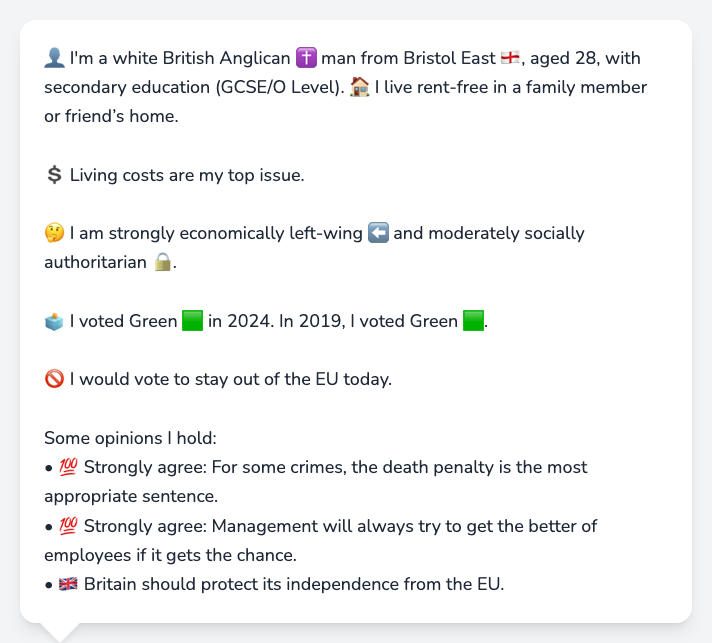 👤 I'm a white British Anglican ✝️ man from Bristol East 🏴󠁧󠁢󠁥󠁮󠁧󠁿, aged 28, with
secondary education (GCSE/O Level). 🏠 I live rent-free in a family member
or friend’s home.
💲 Living costs are my top issue.
🤔 I am strongly economically left-wing ⬅️ and moderately socially
authoritarian 🔒.
🗳️ I voted Green 🟩 in 2024. In 2019, I voted Green 🟩.
🚫 I would vote to stay out of the EU today.
Some opinions I hold:
• 💯 Strongly agree: For some crimes, the death penalty is the most
appropriate sentence.
• 💯 Strongly agree: Management will always try to get the better of
employees if it gets the chance.
• 🇬🇧 Britain should protect its independence from the EU.